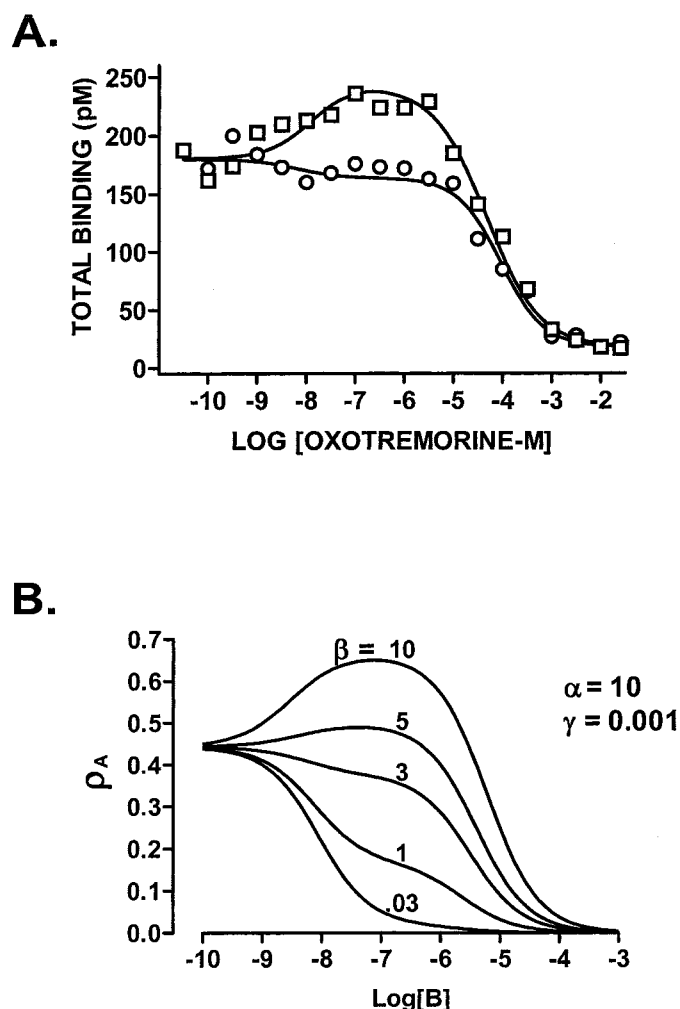 A.
TOTAL BINDING (pM)
250
200
150
100
50
0
-10 -9 -8 -7 -6 -5 -4 -3 -2
LOG [OXOTREMORINE-M]
B.
ρA
0.7
0.6
0.5
0.4
0.3
0.2
0.1
0.0
β = 10
5
3
1
.03
α = 10
γ = 0.001
-10 -9 -8 -7 -6 -5 -4 -3
Log[B]